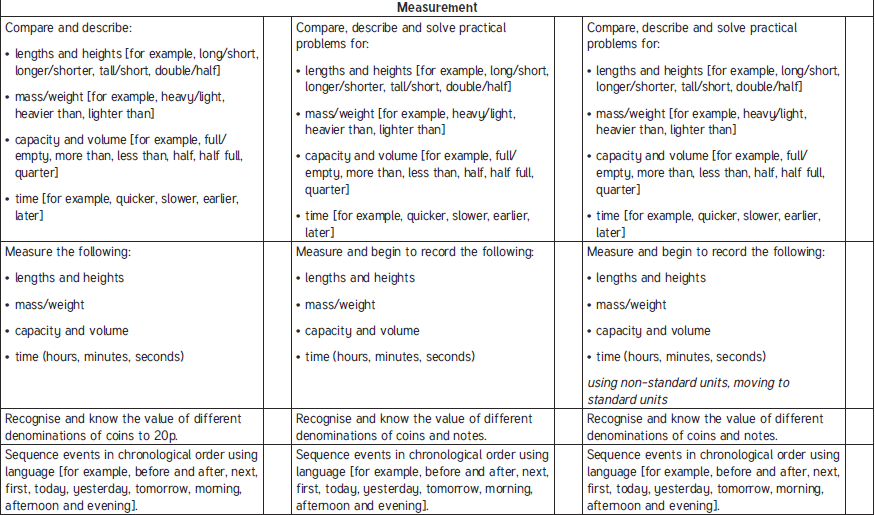 Measurement
Compare and describe:
• lengths and heights [for example, long/short,
longer/shorter, tall/short, double/half]
• mass/weight [for example, heavy/light,
heavier than, lighter than]
• capacity and volume [for example, full/
empty, more than, less than, half, half full,
quarter]
• time [for example, quicker, slower, earlier,
later]
Compare, describe and solve practical
problems for:
• lengths and heights [for example, long/short,
longer/shorter, tall/short, double/half]
• mass/weight [for example, heavy/light,
heavier than, lighter than]
• capacity and volume [for example, full/
empty, more than, less than, half, half full,
quarter]
• time [for example, quicker, slower, earlier,
later]
Compare, describe and solve practical
problems for:
• lengths and heights [for example, long/short,
longer/shorter, tall/short, double/half]
• mass/weight [for example, heavy/light,
heavier than, lighter than]
• capacity and volume [for example, full/
empty, more than, less than, half, half full,
quarter]
• time [for example, quicker, slower, earlier,
later]
Measure the following:
• lengths and heights
• mass/weight
• capacity and volume
• time (hours, minutes, seconds)
Measure and begin to record the following:
• lengths and heights
• mass/weight
• capacity and volume
• time (hours, minutes, seconds)
Measure and begin to record the following:
• lengths and heights
• mass/weight
• capacity and volume
• time (hours, minutes, seconds)
using non-standard units, moving to
standard units
Recognise and know the value of different
denominations of coins to 20p.
Recognise and know the value of different
denominations of coins and notes.
Recognise and know the value of different
denominations of coins and notes.
Sequence events in chronological order using
language [for example, before and after, next,
first, today, yesterday, tomorrow, morning,
afternoon and evening].
Sequence events in chronological order using
language [for example, before and after, next,
first, today, yesterday, tomorrow, morning,
afternoon and evening].
Sequence events in chronological order using
language [for example, before and after, next,
first, today, yesterday, tomorrow, morning,
afternoon and evening].